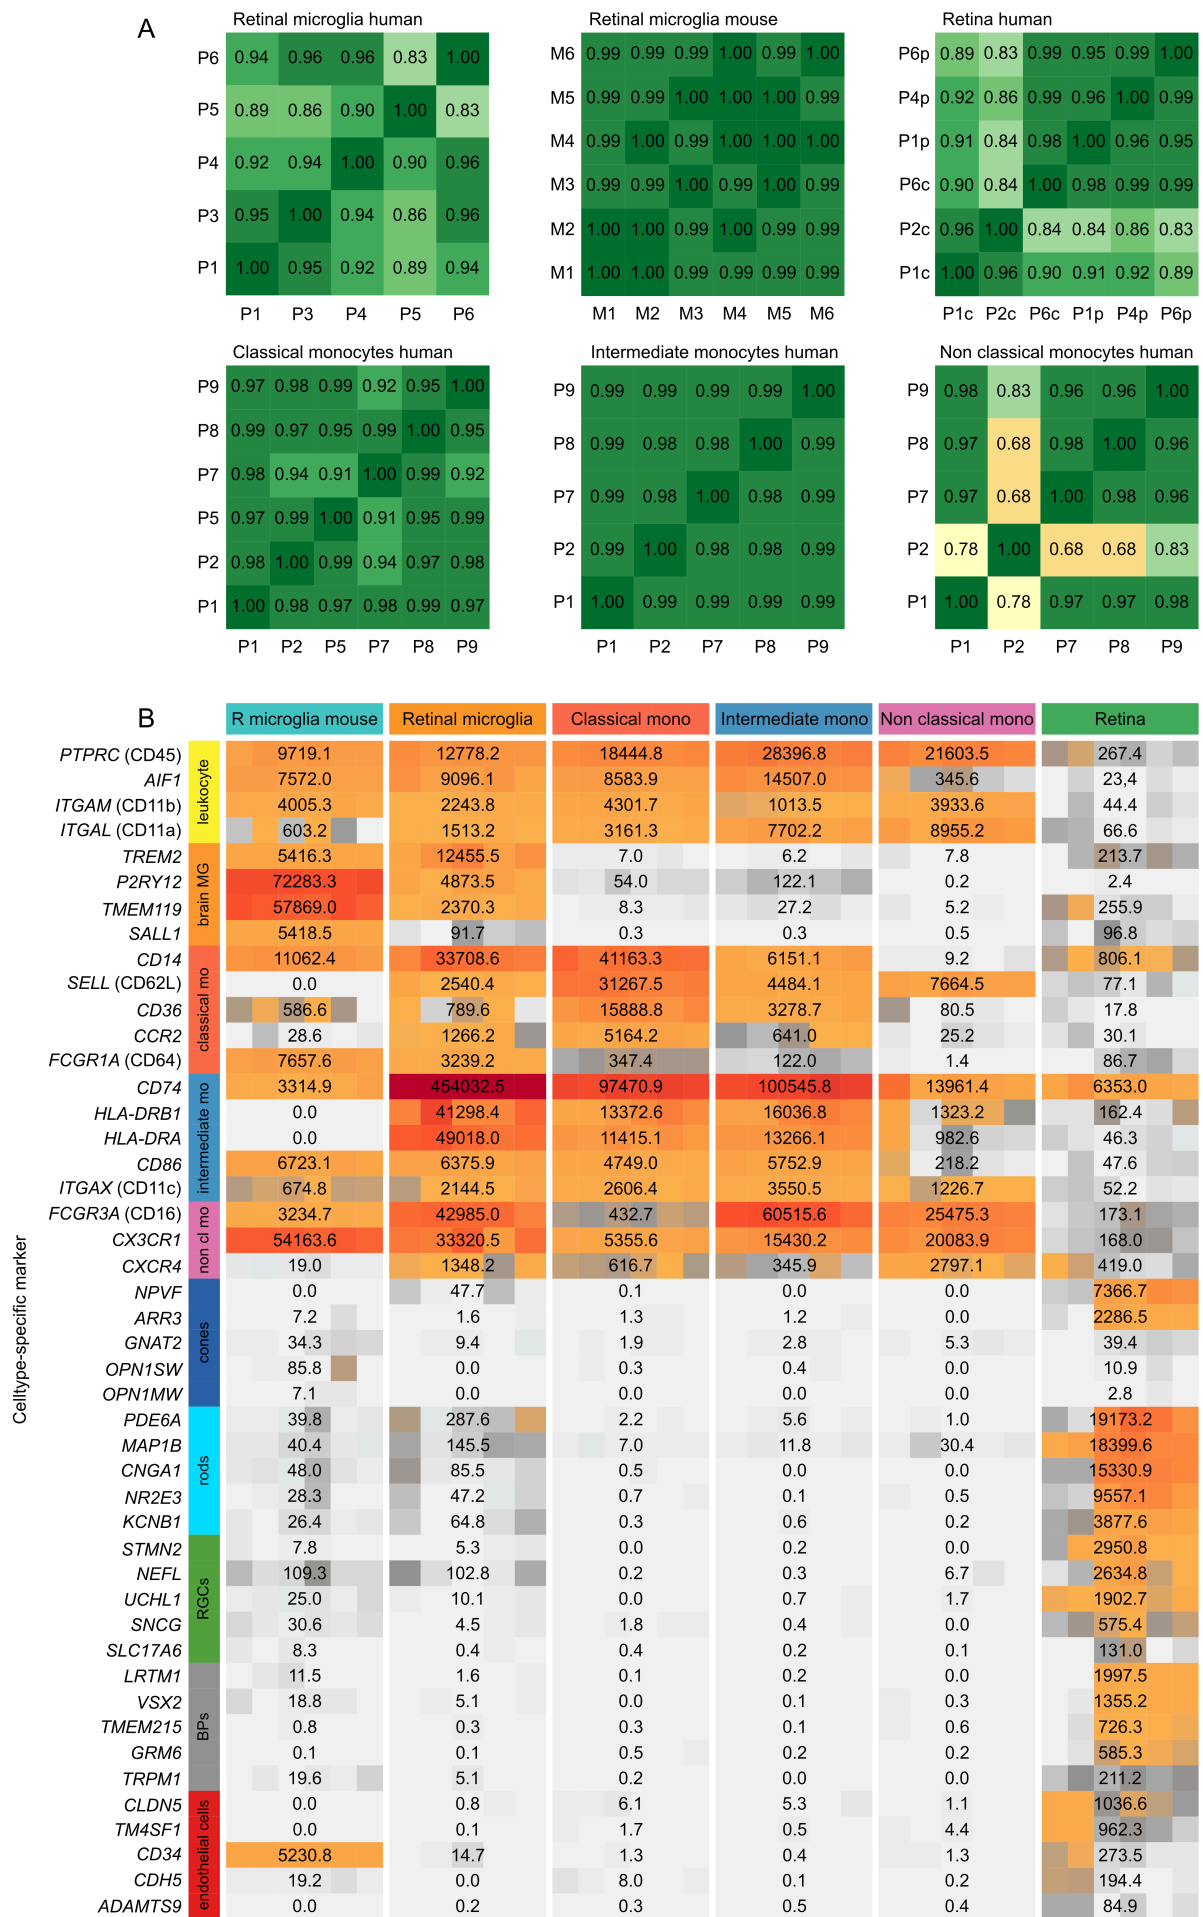 A
Retinal microglia human
P6 0.94 0.96 0.96 0.83 1.00
P5 0.89 0.86 0.90 1.00 0.83
P4 0.92 0.94 1.00 0.90 0.96
P3 0.95 1.00 0.94 0.86 0.96
P1 1.00 0.95 0.92 0.89 0.94
P1 P3 P4 P5 P6
Retinal microglia mouse
M6 0.99 0.99 0.99 1.00 0.99 1.00
M5 0.99 0.99 1.00 1.00 1.00 0.99
M4 0.99 1.00 0.99 1.00 1.00 1.00
M3 0.99 0.99 1.00 0.99 1.00 0.99
M2 1.00 1.00 0.99 1.00 0.99 0.99
M1 1.00 1.00 0.99 0.99 0.99 0.99
M1 M2 M3 M4 M5 M6
Retina human
P6p 0.89 0.83 0.99 0.95 0.99 1.00
P4p 0.92 0.86 0.99 0.96 1.00 0.99
P1p 0.91 0.84 0.98 1.00 0.96 0.95
P6c 0.90 0.84 1.00 0.98 0.99 0.99
P2c 0.96 1.00 0.84 0.84 0.86 0.83
P1c 1.00 0.96 0.90 0.91 0.92 0.89
P1c P2c P6c P1p P4p P6p
Classical monocytes human
P9 0.97 0.98 0.99 0.92 0.95 1.00
P8 0.99 0.97 0.95 0.99 1.00 0.95
P7 0.98 0.94 0.91 1.00 0.99 0.92
P5 0.97 0.99 1.00 0.91 0.95 0.99
P2 0.98 1.00 0.99 0.94 0.97 0.98
P1 1.00 0.98 0.97 0.98 0.99 0.97
P1 P2 P5 P7 P8 P9
Intermediate monocytes human
P9 0.99 0.99 0.99 0.99 1.00
P8 0.99 0.98 0.98 1.00 0.99
P7 0.99 0.98 1.00 0.98 0.99
P2 0.99 1.00 0.98 0.98 0.99
P1 1.00 0.99 0.99 0.99 0.99
P1 P2 P7 P8 P9
Non classical monocytes human
P9 0.98 0.83 0.96 0.96 1.00
P8 0.97 0.68 0.98 1.00 0.96
P7 0.97 0.68 1.00 0.98 0.96
P2 0.78 1.00 0.68 0.68 0.83
P1 1.00 0.78 0.97 0.97 0.98
P1 P2 P7 P8 P9
B
R microglia mouse Retinal microglia Classical mono Intermediate mono Non classical mono Retina
Celltype-specific marker
leukocyte
PTPRC (CD45) 9719.1 12778.2 18444.8 28396.8 21603.5 267.4
AIF1 7572.0 9096.1 8583.9 14507.0 345.6 23,4
ITGAM (CD11b) 4005.3 2243.8 4301.7 1013.5 3933.6 44.4
ITGAL (CD11a) 603.2 1513.2 3161.3 7702.2 8955.2 66.6
brain MG
TREM2 5416.3 12455.5 7.0 6.2 7.8 213.7
P2RY12 72283.3 4873.5 54.0 122.1 0.2 2.4
TMEM119 57869.0 2370.3 8.3 27.2 5.2 255.9
SALL1 5418.5 91.7 0.3 0.3 0.5 96.8
classical mo
CD14 11062.4 33708.6 41163.3 6151.1 9.2 806.1
SELL (CD62L) 0.0 2540.4 31267.5 4484.1 7664.5 77.1
CD36 586.6 789.6 15888.8 3278.7 80.5 17.8
CCR2 28.6 1266.2 5164.2 641.0 25.2 30.1
FCGR1A (CD64) 7657.6 3239.2 347.4 122.0 1.4 86.7
intermediate mo
CD74 3314.9 454032.5 97470.9 100545.8 13961.4 6353.0
HLA-DRB1 0.0 41298.4 13372.6 16036.8 1323.2 162.4
HLA-DRA 0.0 49018.0 11415.1 13266.1 982.6 46.3
CD86 6723.1 6375.9 4749.0 5752.9 218.2 47.6
ITGAX (CD11c) 674.8 2144.5 2606.4 3550.5 1226.7 52.2
non cl mo
FCGR3A (CD16) 3234.7 42985.0 432.7 60515.6 25475.3 173.1
CX3CR1 54163.6 33320.5 5355.6 15430.2 20083.9 168.0
CXCR4 19.0 1348.2 616.7 345.9 2797.1 419.0
cones
NPVF 0.0 47.7 0.1 0.0 0.0 7366.7
ARR3 7.2 1.6 1.3 1.2 0.0 2286.5
GNAT2 34.3 9.4 1.9 2.8 5.3 39.4
OPN1SW 85.8 0.0 0.3 0.4 0.0 10.9
OPN1MW 7.1 0.0 0.0 0.0 0.0 2.8
rods
PDE6A 39.8 287.6 2.2 5.6 1.0 19173.2
MAP1B 40.4 145.5 7.0 11.8 30.4 18399.6
CNGA1 48.0 85.5 0.5 0.0 0.0 15330.9
NR2E3 28.3 47.2 0.7 0.1 0.5 9557.1
KCNB1 26.4 64.8 0.3 0.6 0.2 3877.6
RGCs
STMN2 7.8 5.3 0.0 0.2 0.0 2950.8
NEFL 109.3 102.8 0.2 0.3 6.7 2634.8
UCHL1 25.0 10.1 0.0 0.7 1.7 1902.7
SNCG 30.6 4.5 1.8 0.4 0.0 575.4
SLC17A6 8.3 0.4 0.4 0.2 0.1 131.0
BPs
LRTM1 11.5 1.6 0.1 0.2 0.0 1997.5
VSX2 18.8 5.1 0.0 0.1 0.3 1355.2
TMEM215 0.8 0.3 0.3 0.1 0.6 726.3
GRM6 0.1 0.1 0.5 0.2 0.2 585.3
TRPM1 19.6 5.1 0.2 0.0 0.0 211.2
endothelial cells
CLDN5 0.0 0.8 6.1 5.3 1.1 1036.6
TM4SF1 0.0 0.1 1.7 0.5 4.4 962.3
CD34 5230.8 14.7 1.3 0.4 1.3 273.5
CDH5 19.2 0.0 8.0 0.1 0.2 194.4
ADAMTS9 0.0 0.2 0.3 0.5 0.4 84.9